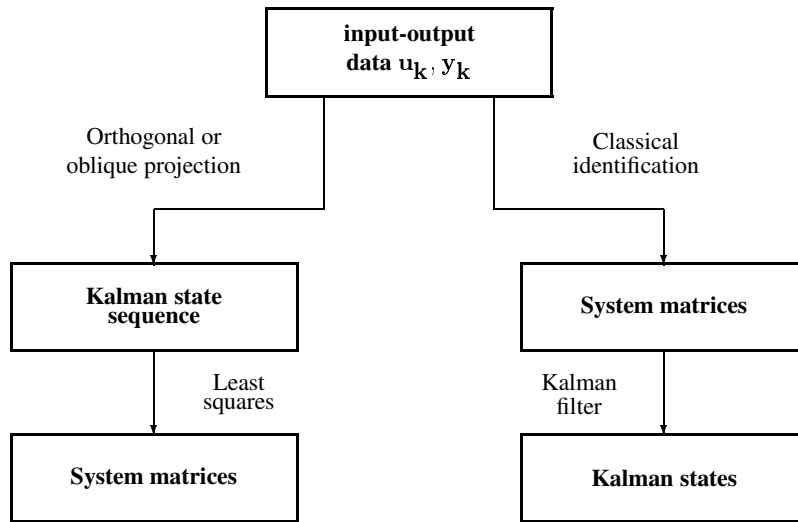 input-output
data u_k, y_k
Orthogonal or
oblique projection
Classical
identification
Kalman state
sequence
System matrices
Least
squares
Kalman
filter
System matrices
Kalman states